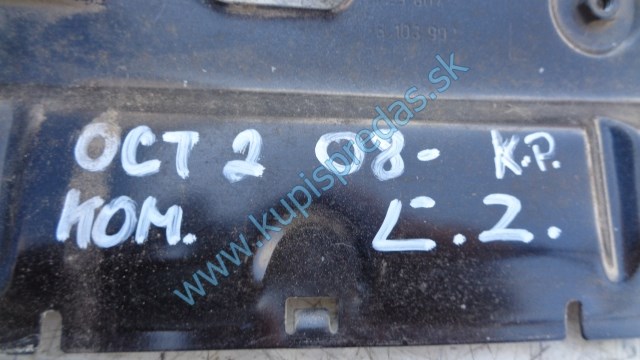 OCT 2 08- K.P.
KOM. Ľ.Z.
www.kupispredas.sk